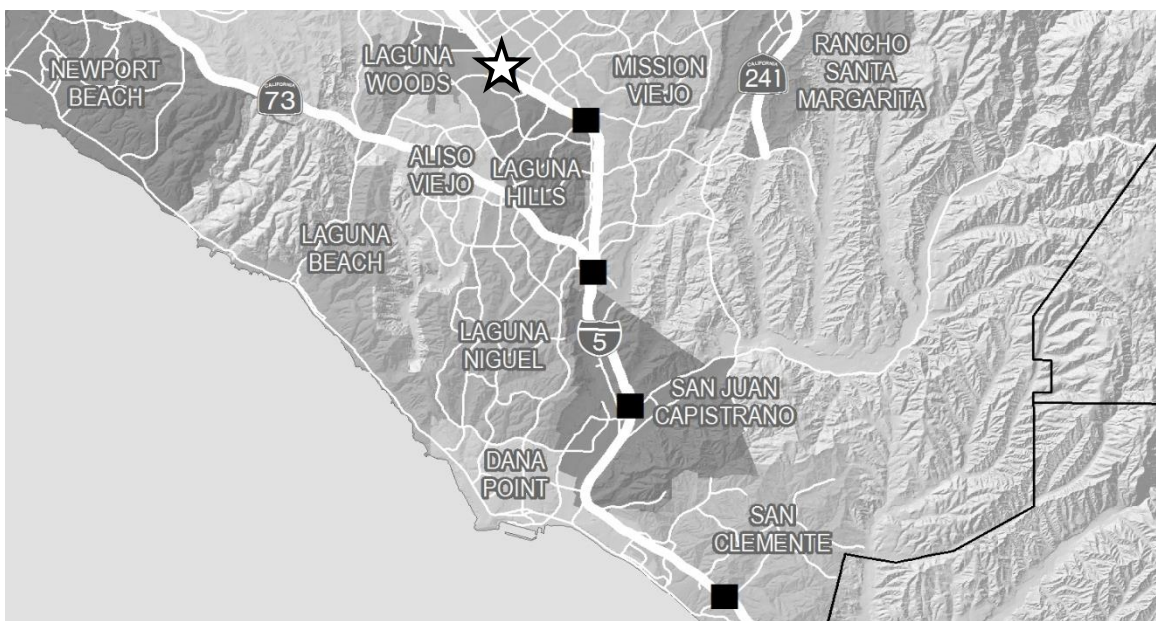 LAGUNA
WOODS
NEWPORT
BEACH
CALIFORNIA
73
MISSION
VIEJO
CALIFORNIA
241
RANCHO
SANTA
MARGARITA
ALISO
VIEJO
LAGUNA
HILLS
LAGUNA
BEACH
LAGUNA
NIGUEL
5
SAN JUAN
CAPISTRANO
DANA
POINT
SAN
CLEMENTE